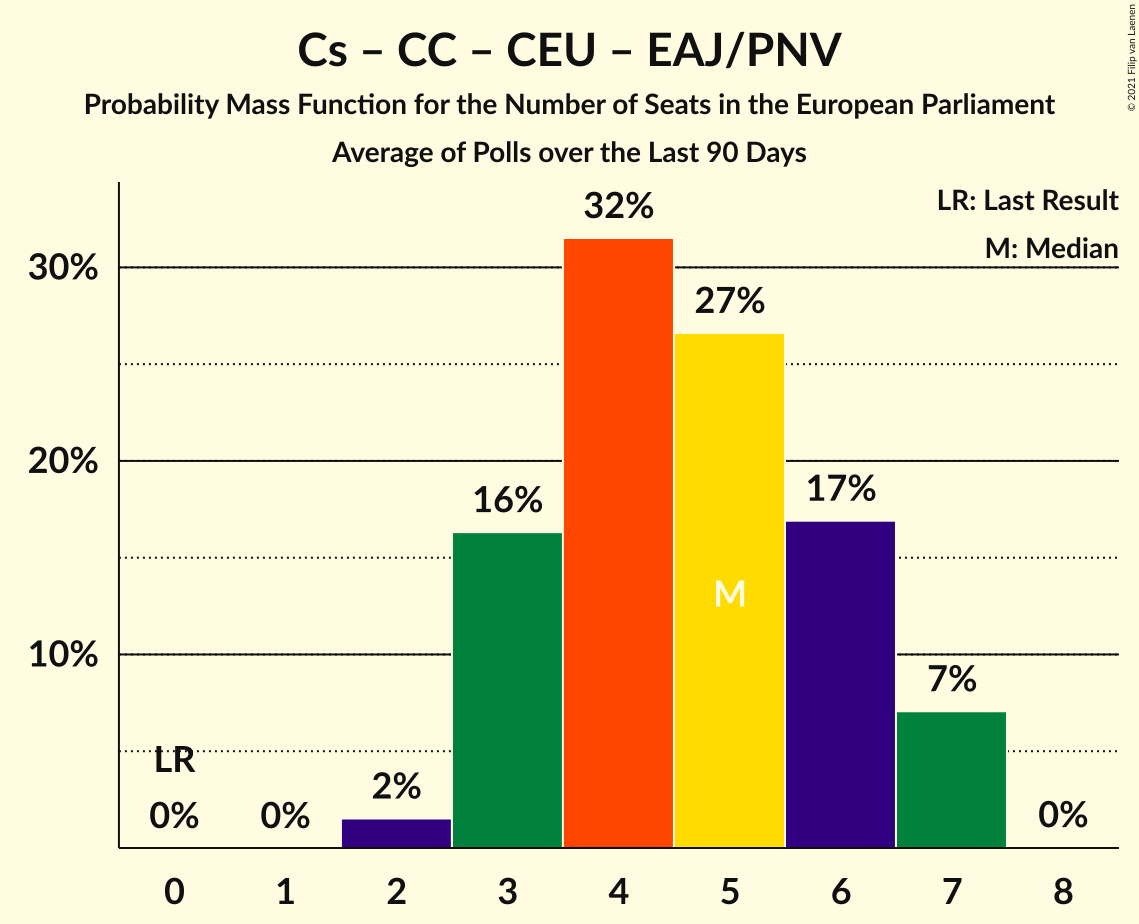 Cs – CC – CEU – EAJ/PNV
Probability Mass Function for the Number of Seats in the European Parliament
Average of Polls over the Last 90 Days
© 2021 Filip van Laenen
LR: Last Result
M: Median
32%
30%
27%
20%
17%
16%
M
10%
7%
LR
2%
0%
0%
0%
0
1
2
3
4
5
6
7
8